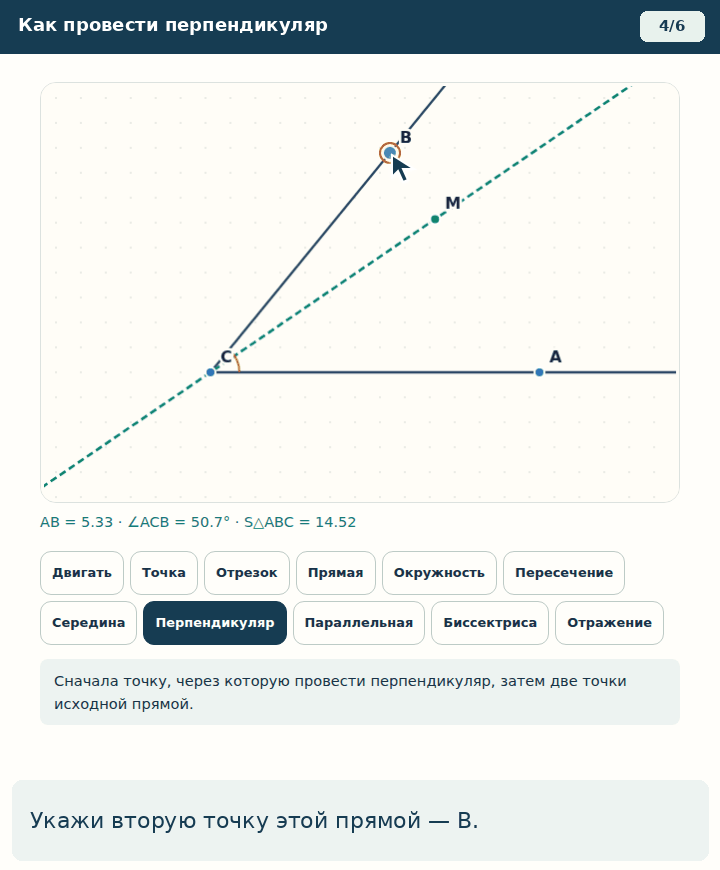 Как провести перпендикуляр
4/6
B
M
C
A
AB = 5.33 · ∠ACB = 50.7° · S△ABC = 14.52
Двигать
Точка
Отрезок
Прямая
Окружность
Пересечение
Середина
Перпендикуляр
Параллельная
Биссектриса
Отражение
Сначала точку, через которую провести перпендикуляр, затем две точки
исходной прямой.
Укажи вторую точку этой прямой — B.